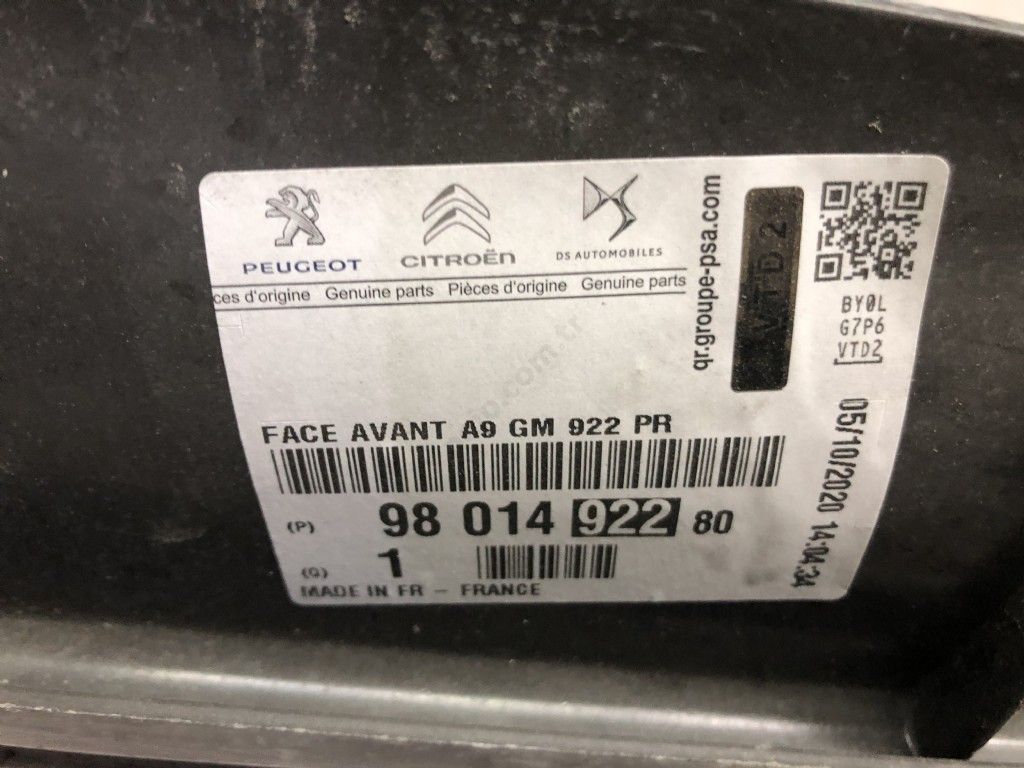 PEUGEOT
CITROËN
DS AUTOMOBILES
ces d'origine Genuine parts Pièces d'origine Genuine parts
qr.groupe-psa.com
VTD 2
BY0L
G7P6
VTD2
05/10/2020 14:04:34
FACE AVANT A9 GM 922 PR
(P) 98 014 922 80
(Q) 1
MADE IN FR - FRANCE